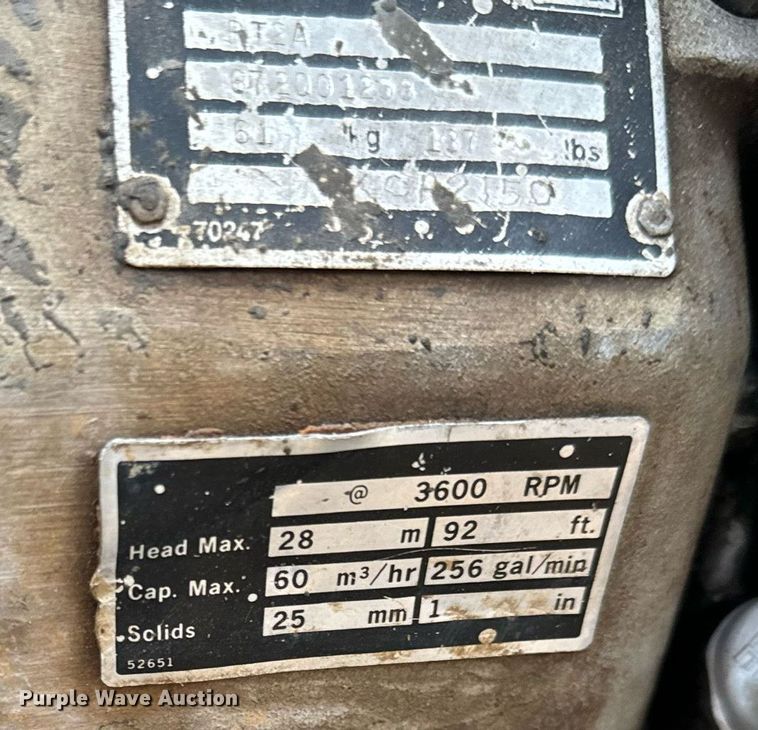 PT2A
61 kg 137 lbs
70247
@ 3600 RPM
Head Max. 28 m 92 ft.
Cap. Max. 60 m³/hr 256 gal/min
Solids 25 mm 1 in
52651
Purple Wave Auction